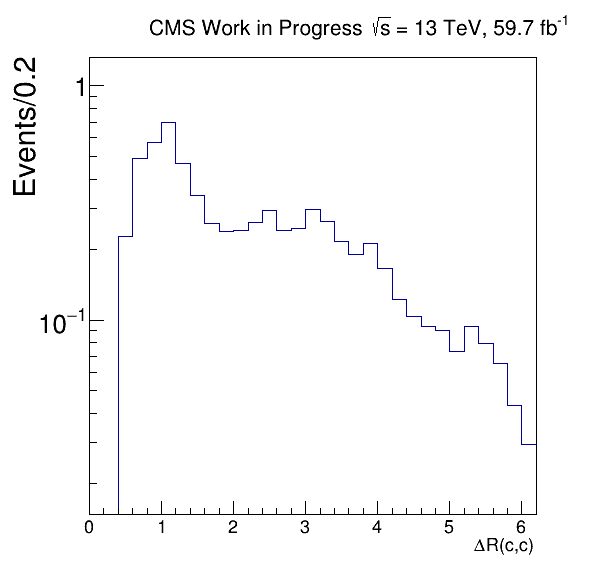 CMS Work in Progress √s = 13 TeV, 59.7 fb⁻¹
Events/0.2
1
10⁻¹
0 1 2 3 4 5 6
ΔR(c,c)